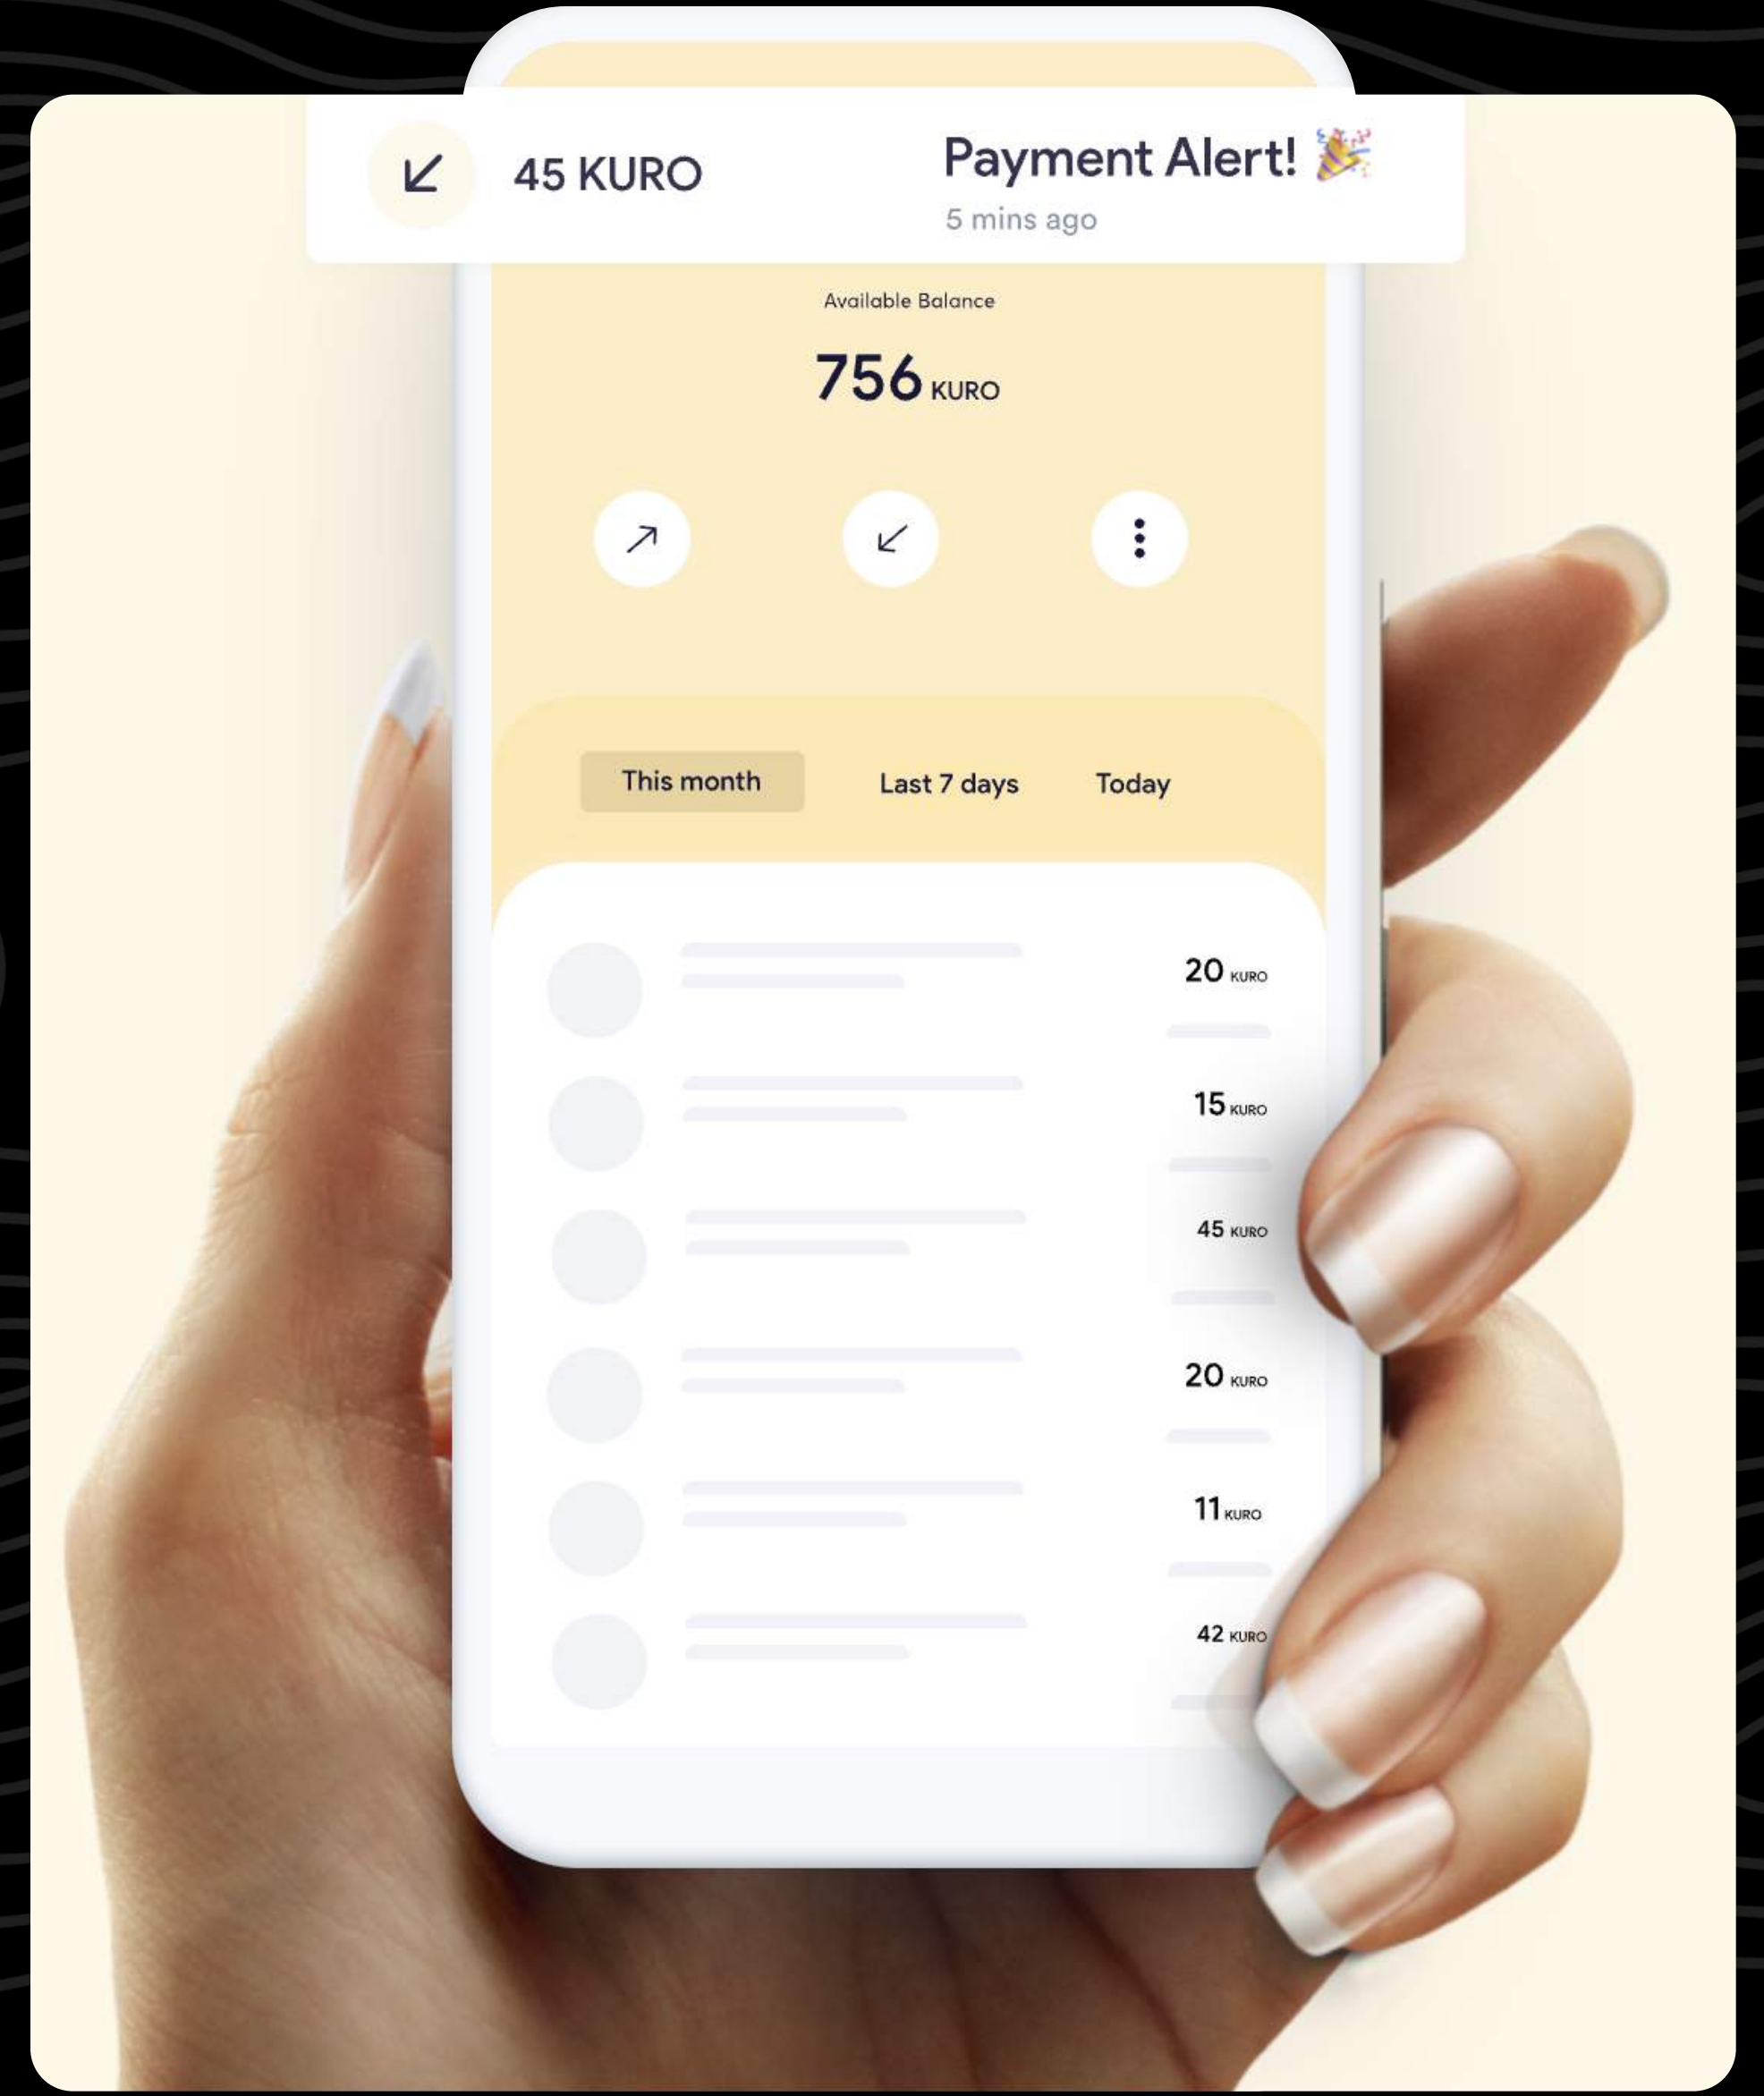 45 KURO
Payment Alert! 🎉
5 mins ago
Available Balance
756 KURO
This month Last 7 days Today
20 KURO
15 KURO
45 KURO
20 KURO
11 KURO
42 KURO